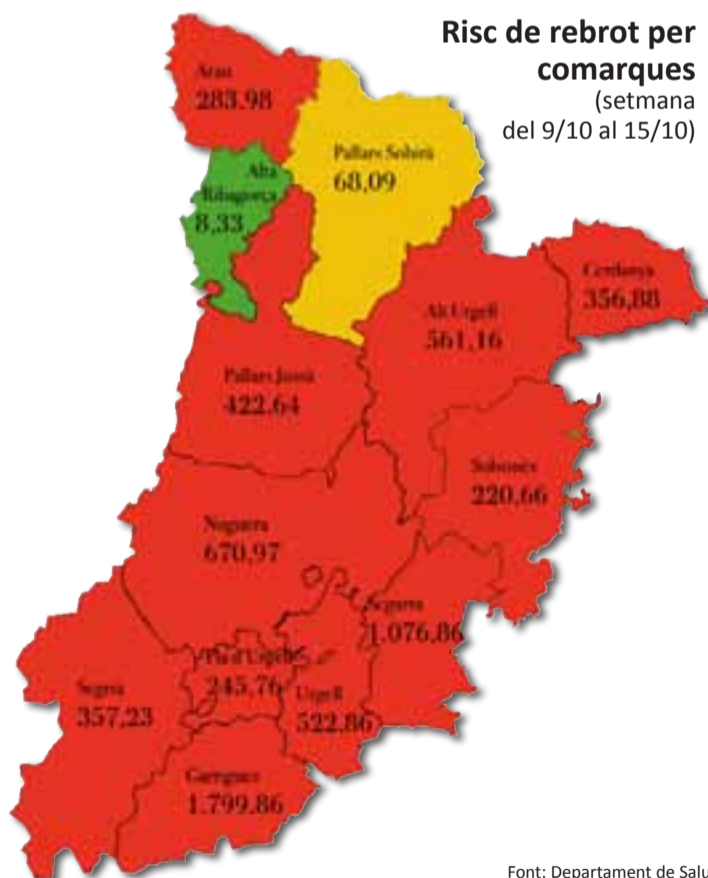 Risc de rebrot per
comarques
(setmana
del 9/10 al 15/10)
Aran
283,98
Pallars Sobirà
68,09
Alta
Ribagorça
8,33
Cerdanya
356,88
Alt Urgell
561,16
Pallars Jussà
422,64
Solsonès
220,66
Noguera
670,97
Segarra
1.076,86
Pla d'Urgell
245,76
Segrià
357,23
Urgell
522,86
Garrigues
1.799,86
Font: Departament de Salu